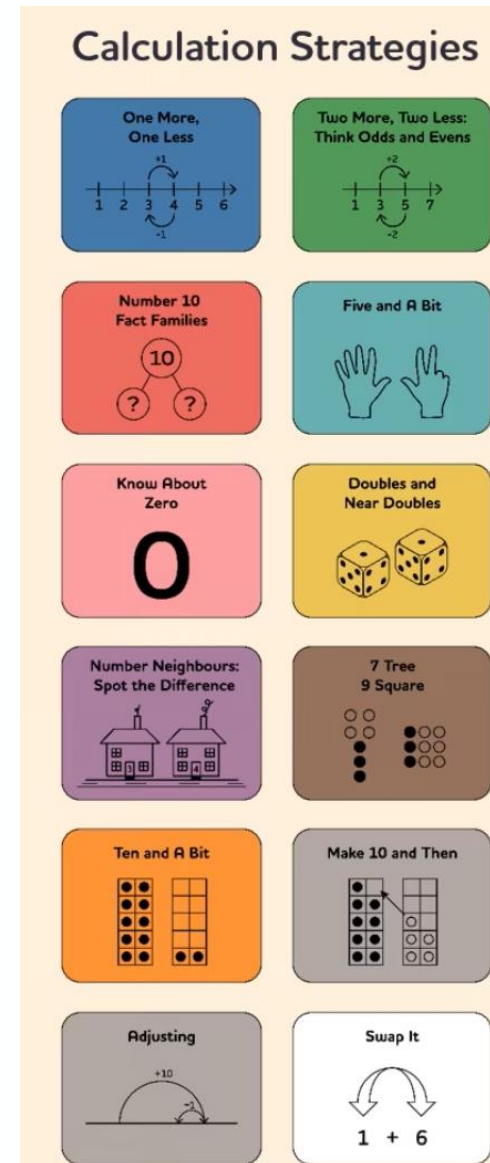 Calculation Strategies
One More,
One Less
+1
1 2 3 4 5 6
-1
Two More, Two Less:
Think Odds and Evens
+2
1 3 5 7
-2
Number 10
Fact Families
10
? ?
Five and A Bit
Know About
Zero
0
Doubles and
Near Doubles
Number Neighbours:
Spot the Difference
3 4
7 Tree
9 Square
Ten and A Bit
Make 10 and Then
Adjusting
+10
-1
Swap It
1 + 6